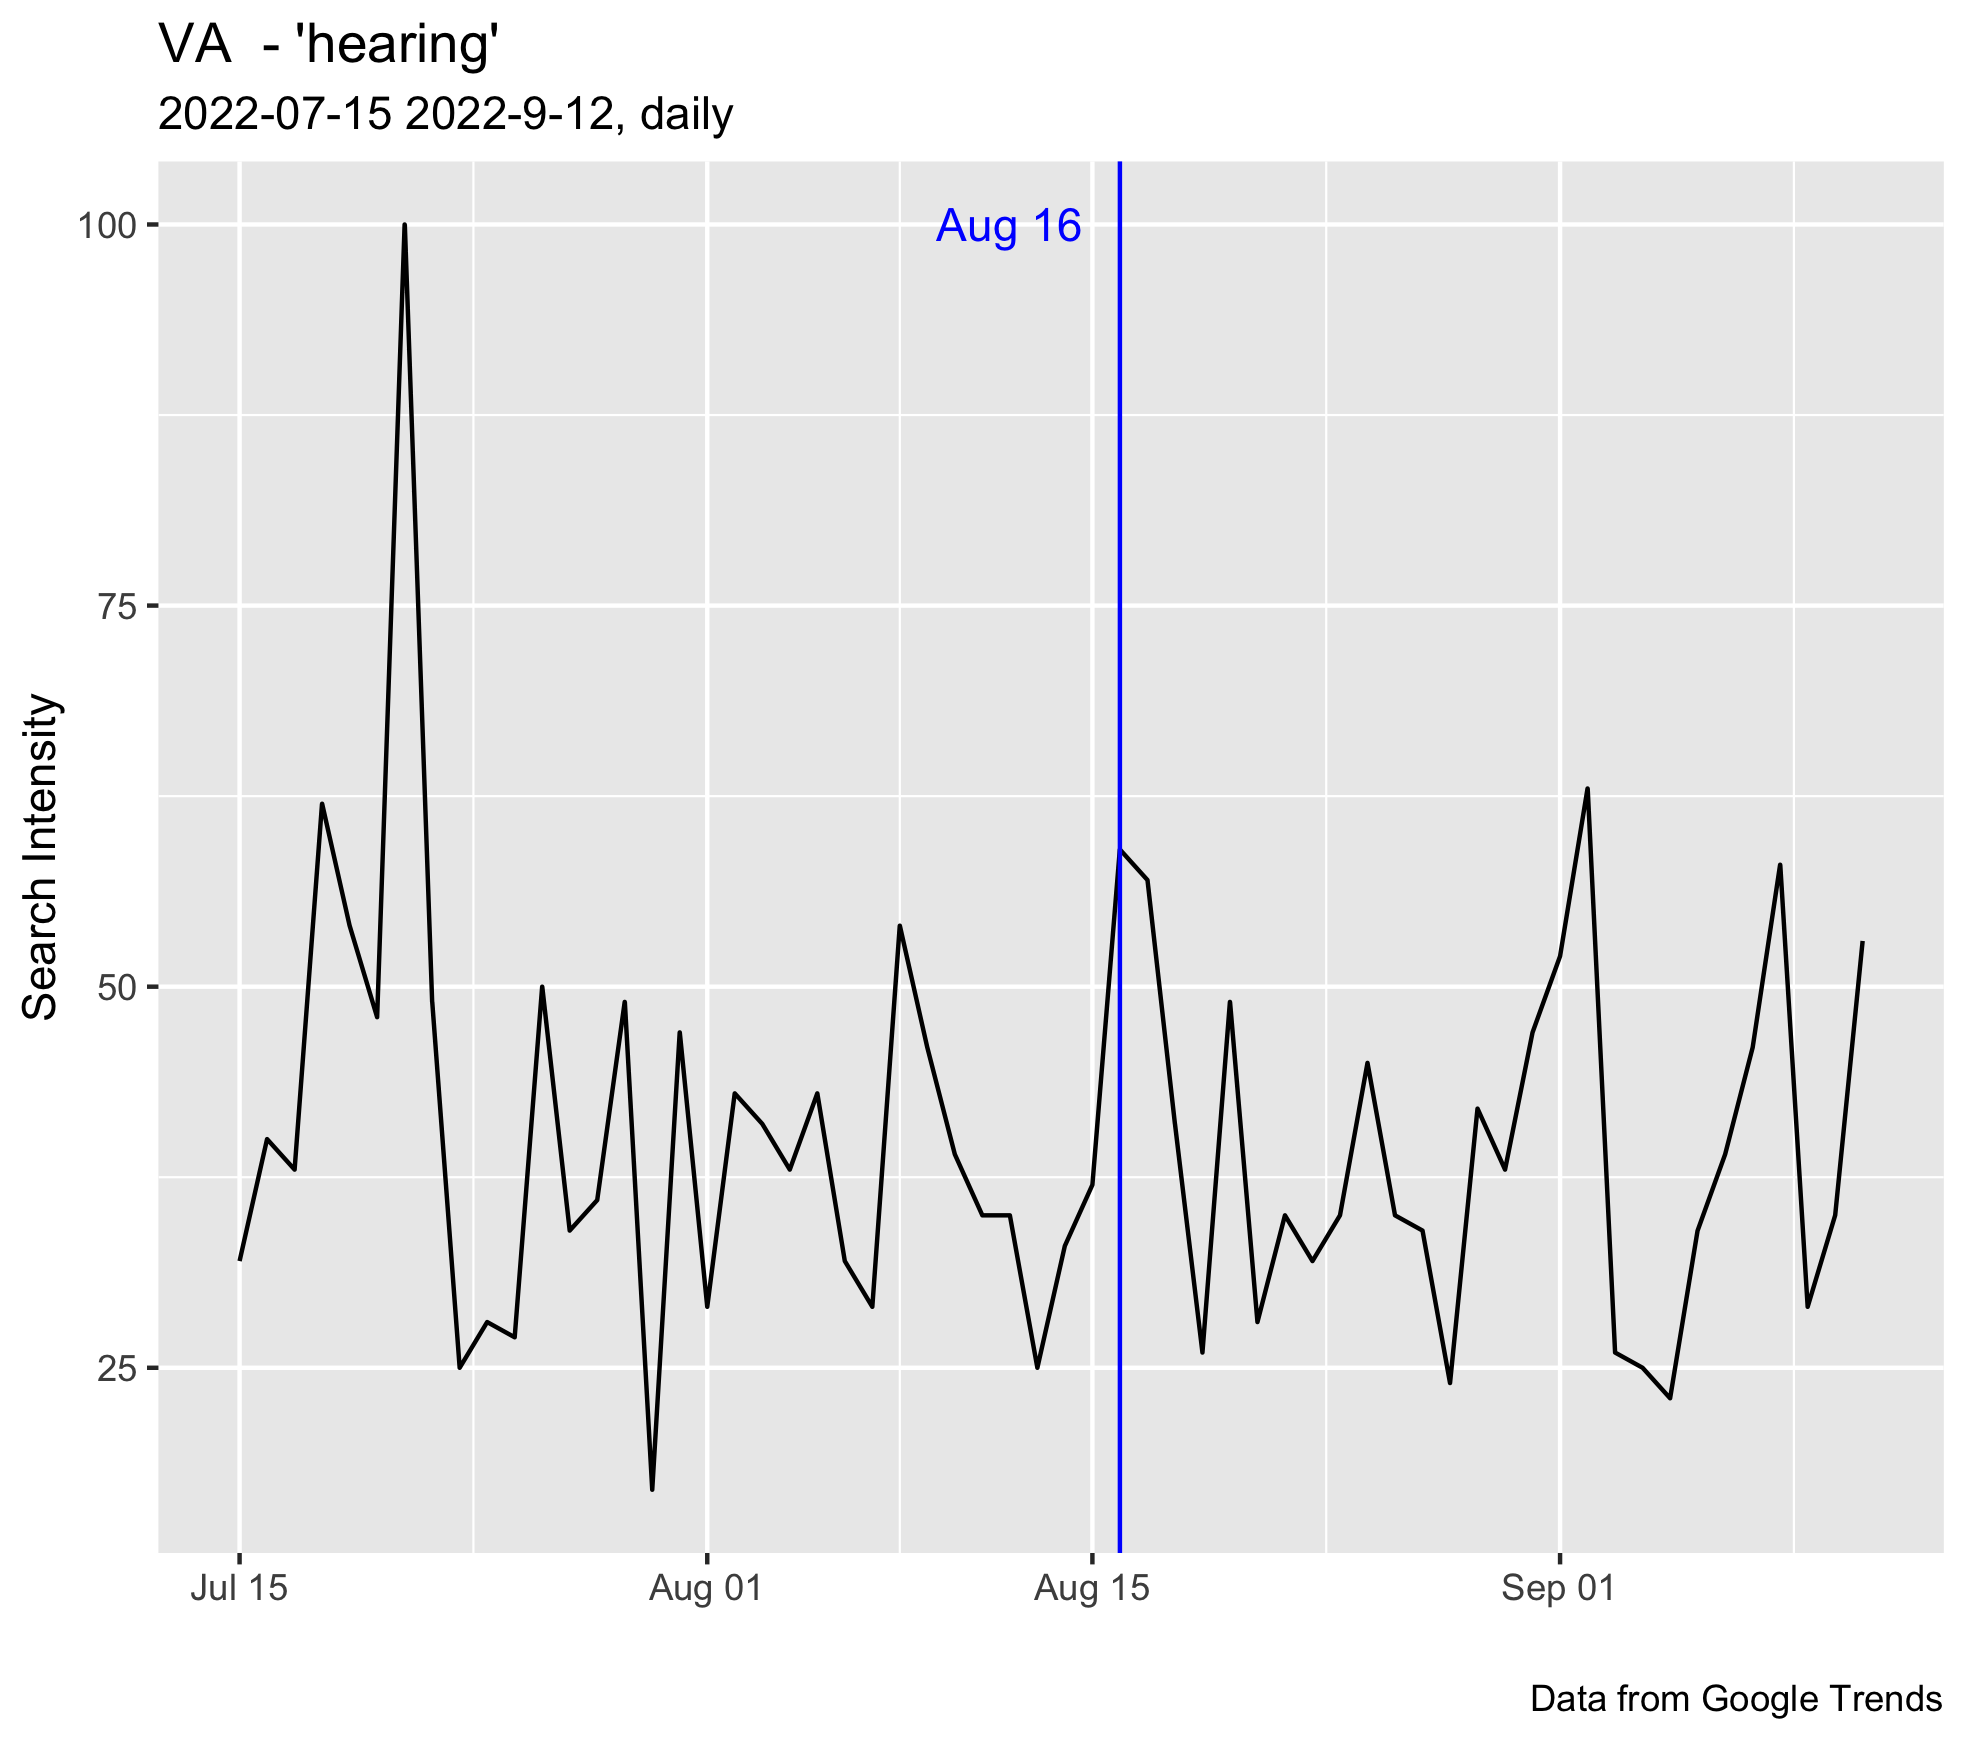 VA  - 'hearing'
2022-07-15 2022-9-12, daily
Aug 16
100
75
50
25
Search Intensity
Jul 15
Aug 01
Aug 15
Sep 01
Data from Google Trends